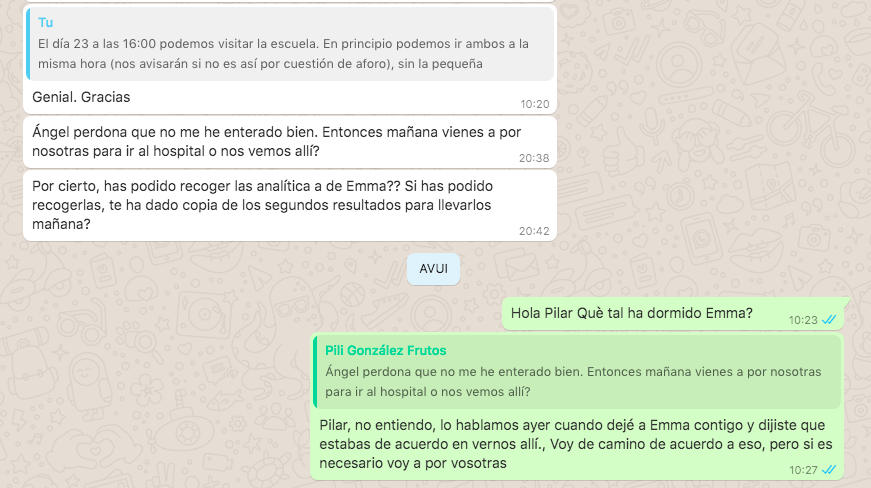 Tu
El día 23 a las 16:00 podemos visitar la escuela. En principio podemos ir ambos a la
misma hora (nos avisarán si no es así por cuestión de aforo), sin la pequeña
Genial. Gracias
10:20
Ángel perdona que no me he enterado bien. Entonces mañana vienes a por
nosotras para ir al hospital o nos vemos allí?
20:38
Por cierto, has podido recoger las analítica a de Emma?? Si has podido
recogerlas, te ha dado copia de los segundos resultados para llevarlos
mañana?
20:42
AVUI
Hola Pilar Què tal ha dormido Emma?
10:23
Pili González Frutos
Ángel perdona que no me he enterado bien. Entonces mañana vienes a por nosotras
para ir al hospital o nos vemos allí?
Pilar, no entiendo, lo hablamos ayer cuando dejé a Emma contigo y dijiste que
estabas de acuerdo en vernos allí., Voy de camino de acuerdo a eso, pero si es
necesario voy a por vosotras
10:27